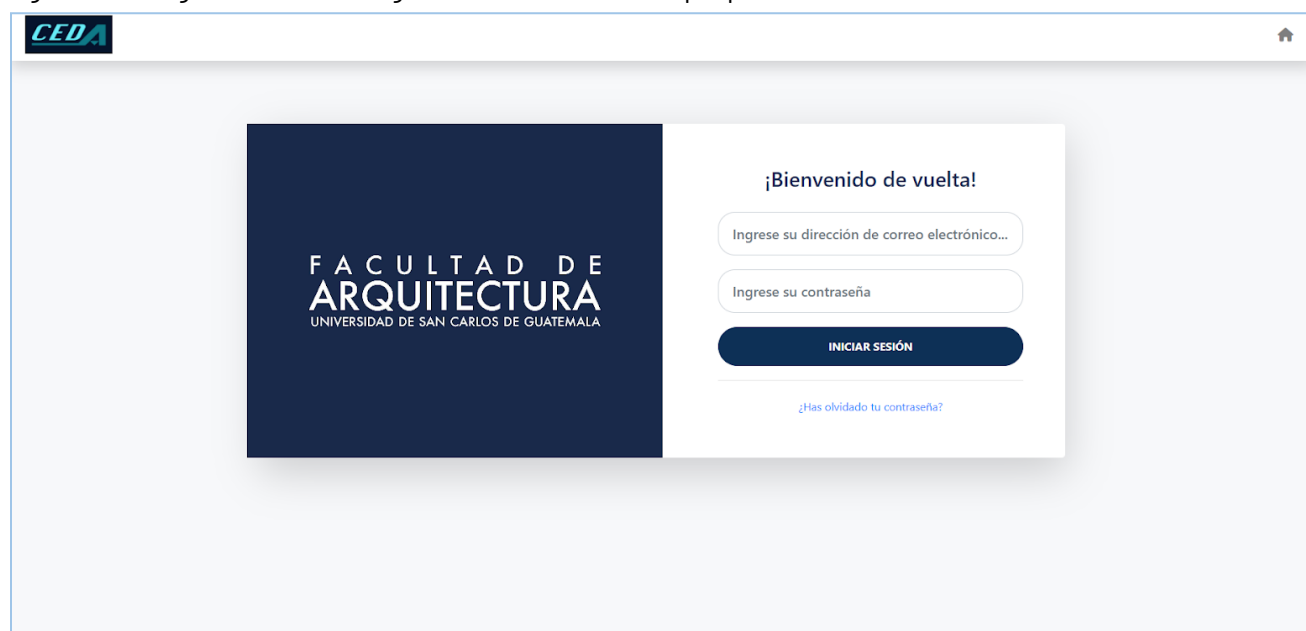 CEDA
¡Bienvenido de vuelta!
Ingrese su dirección de correo electrónico...
FACULTAD DE
ARQUITECTURA
UNIVERSIDAD DE SAN CARLOS DE GUATEMALA
Ingrese su contraseña
INICIAR SESIÓN
¿Has olvidado tu contraseña?